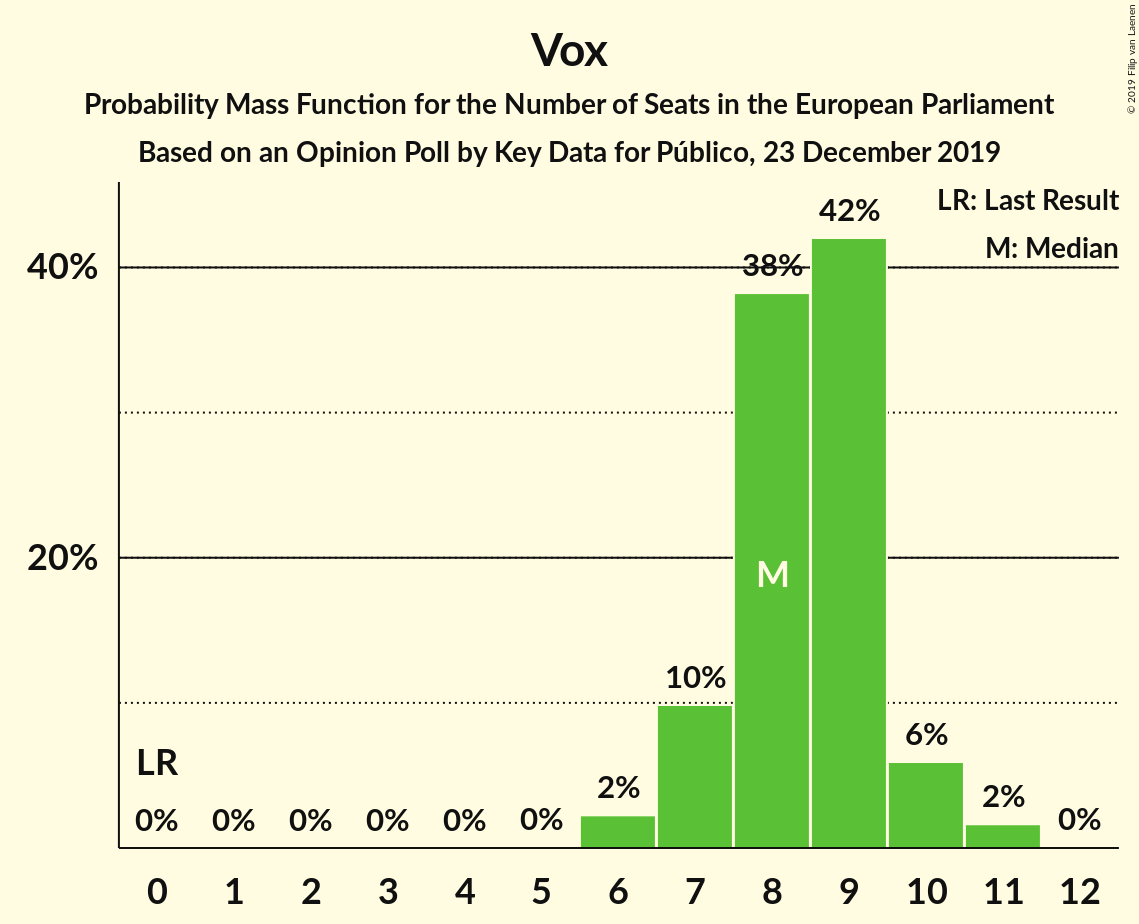 Vox
Probability Mass Function for the Number of Seats in the European Parliament
Based on an Opinion Poll by Key Data for Público, 23 December 2019
© 2019 Filip van Laenen
LR: Last Result
M: Median
40%
20%
LR
0% 0% 0% 0% 0% 0% 2% 10% 38% 42% 6% 2% 0%
M
0 1 2 3 4 5 6 7 8 9 10 11 12